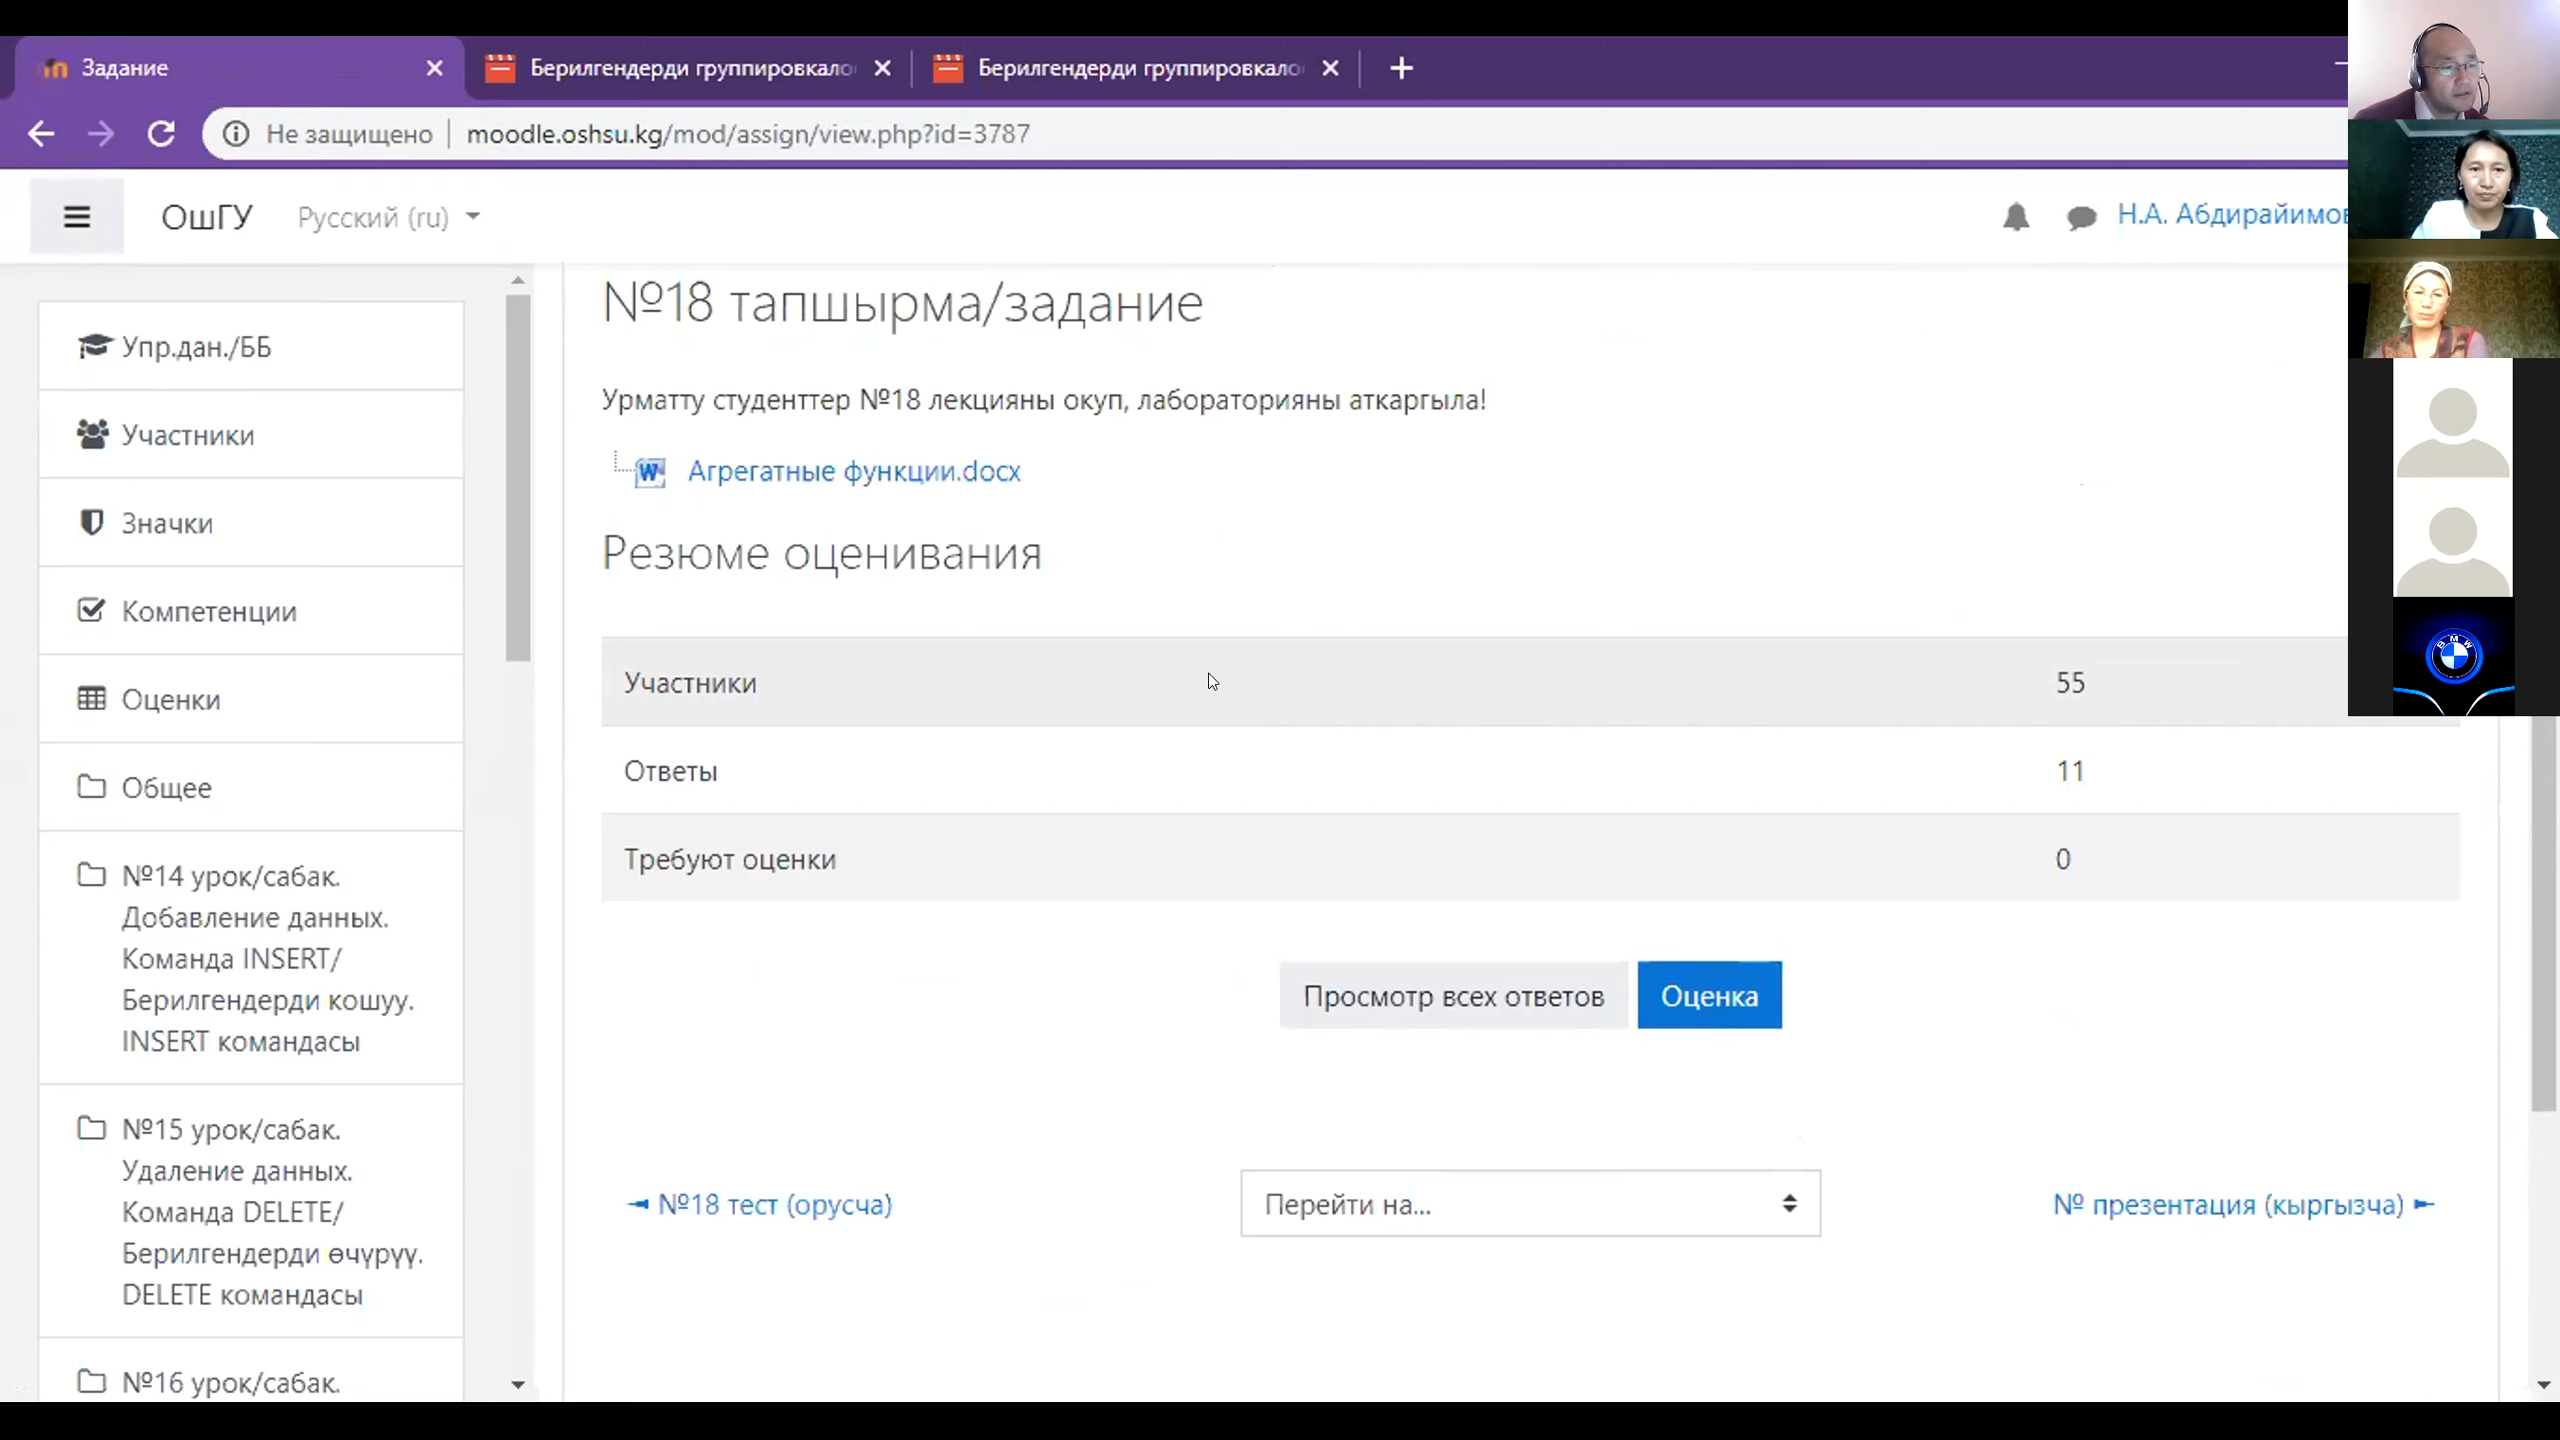 Задание
Берилгендерди группировкало
Берилгендерди группировкало
Не защищено
moodle.oshsu.kg/mod/assign/view.php?id=3787
ОшГУ
Русский (ru)
Н.А. Абдирайимо
Упр.дан./ББ
Участники
Значки
Компетенции
Оценки
Общее
№14 урок/сабак.
Добавление данных.
Команда INSERT/
Берилгендерди кошуу.
INSERT командасы
№15 урок/сабак.
Удаление данных.
Команда DELETE/
Берилгендерди өчүрүү.
DELETE командасы
№16 урок/сабак.
№18 тапшырма/задание
Урматту студенттер №18 лекцияны окуп, лабораторияны аткаргыла!
Агрегатные функции.docx
Резюме оценивания
Участники 55
Ответы 11
Требуют оценки 0
Просмотр всех ответов
Оценка
№18 тест (орусча)
Перейти на...
№ презентация (кыргызча)
BMW